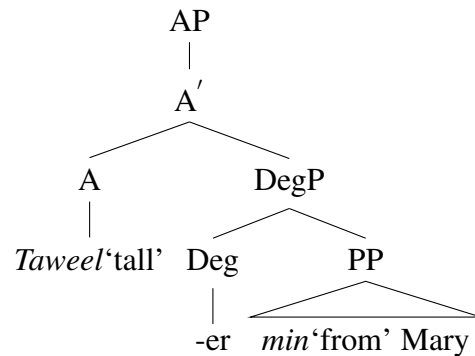 AP
A′
A DegP
Taweel‘tall’ Deg PP
-er min‘from’ Mary